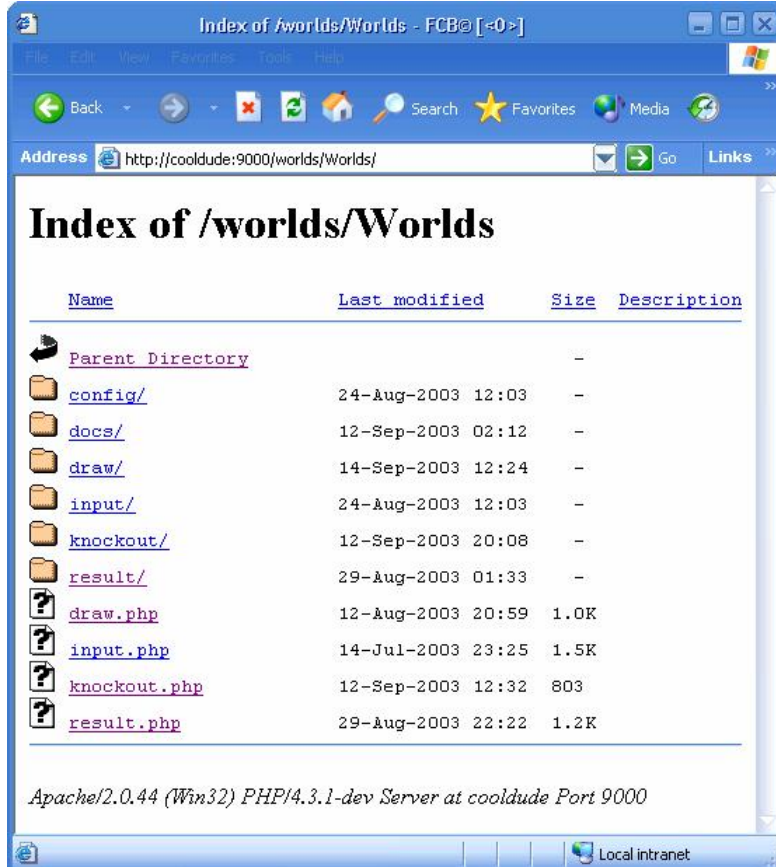 Index of /worlds/Worlds - FCB© [<0>]
File Edit View Favorites Tools Help
Back Search Favorites Media »
Address http://cooldude:9000/worlds/Worlds/ Go Links »
Index of /worlds/Worlds
Name Last modified Size Description
Parent Directory -
config/ 24-Aug-2003 12:03 -
docs/ 12-Sep-2003 02:12 -
draw/ 14-Sep-2003 12:24 -
input/ 24-Aug-2003 12:03 -
knockout/ 12-Sep-2003 20:08 -
result/ 29-Aug-2003 01:33 -
draw.php 12-Aug-2003 20:59 1.0K
input.php 14-Jul-2003 23:25 1.5K
knockout.php 12-Sep-2003 12:32 803
result.php 29-Aug-2003 22:22 1.2K
Apache/2.0.44 (Win32) PHP/4.3.1-dev Server at cooldude Port 9000
Local intranet